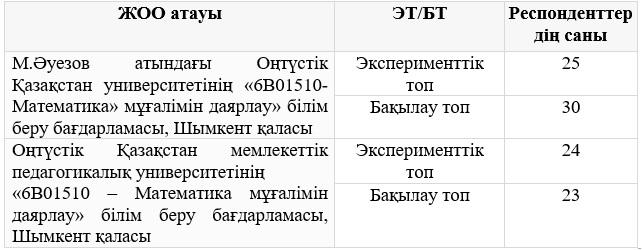 ЖОО атауы ЭТ/БТ Респонденттер
дің саны
М.Әуезов атындағы Оңтүстік Эксперименттік 25
Қазақстан университетінің «6В01510- топ
Математика» мұғалімін даярлау» білім Бақылау топ 30
беру бағдарламасы, Шымкент қаласы
Оңтүстік Қазақстан мемлекеттік Эксперименттік 24
педагогикалық университетінің топ
«6В01510 – Математика мұғалімін Бақылау топ 23
даярлау» білім беру бағдарламасы,
Шымкент қаласы